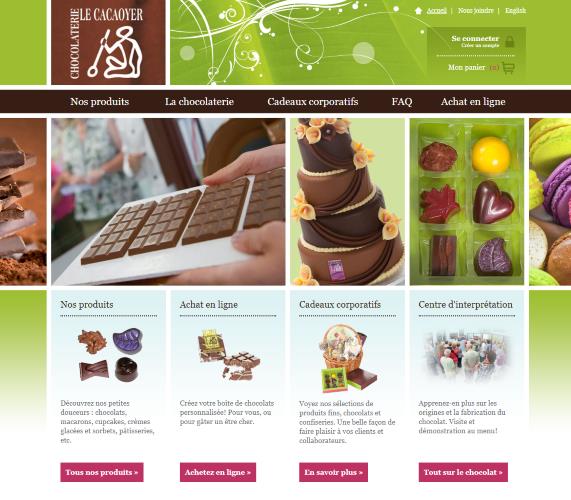 CHOCOLATERIE
LE CACAOYER
Acueil | Nous joindre | English
Se connecter
Créer un compte
Mon panier (0)
Nos produits
La chocolaterie
Cadeaux corporatifs
FAQ
Achat en ligne
Nos produits
Découvrez nos petites
douceurs : chocolats,
macarons, cupcakes, crèmes
glacées et sorbets, pâtisseries,
etc.
Tous nos produits »
Achat en ligne
Créez votre boîte de chocolats
personnalisée! Pour vous, ou
pour gâter un être cher.
Achetez en ligne »
Cadeaux corporatifs
Voyez nos sélections de
produits fins, chocolats et
confiseries. Une belle façon de
faire plaisir à vos clients et
collaborateurs.
En savoir plus »
Centre d'interprétation
Apprenez-en plus sur les
origines et la fabrication du
chocolat. Visite et
démonstration au menu!
Tout sur le chocolat »